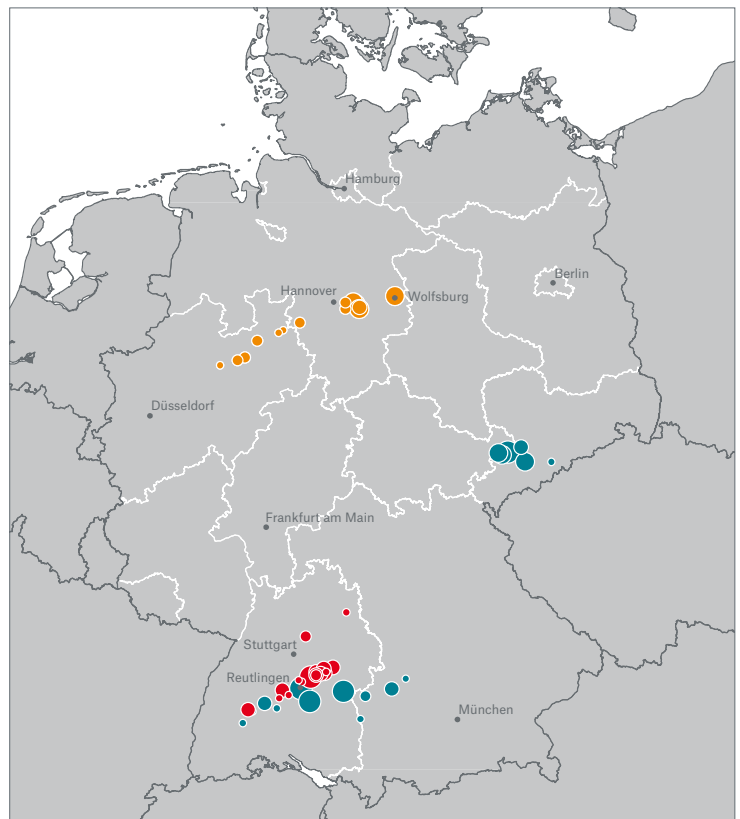 Hamburg
Berlin
Hannover
Wolfsburg
Düsseldorf
Frankfurt am Main
Stuttgart
Reutlingen
München